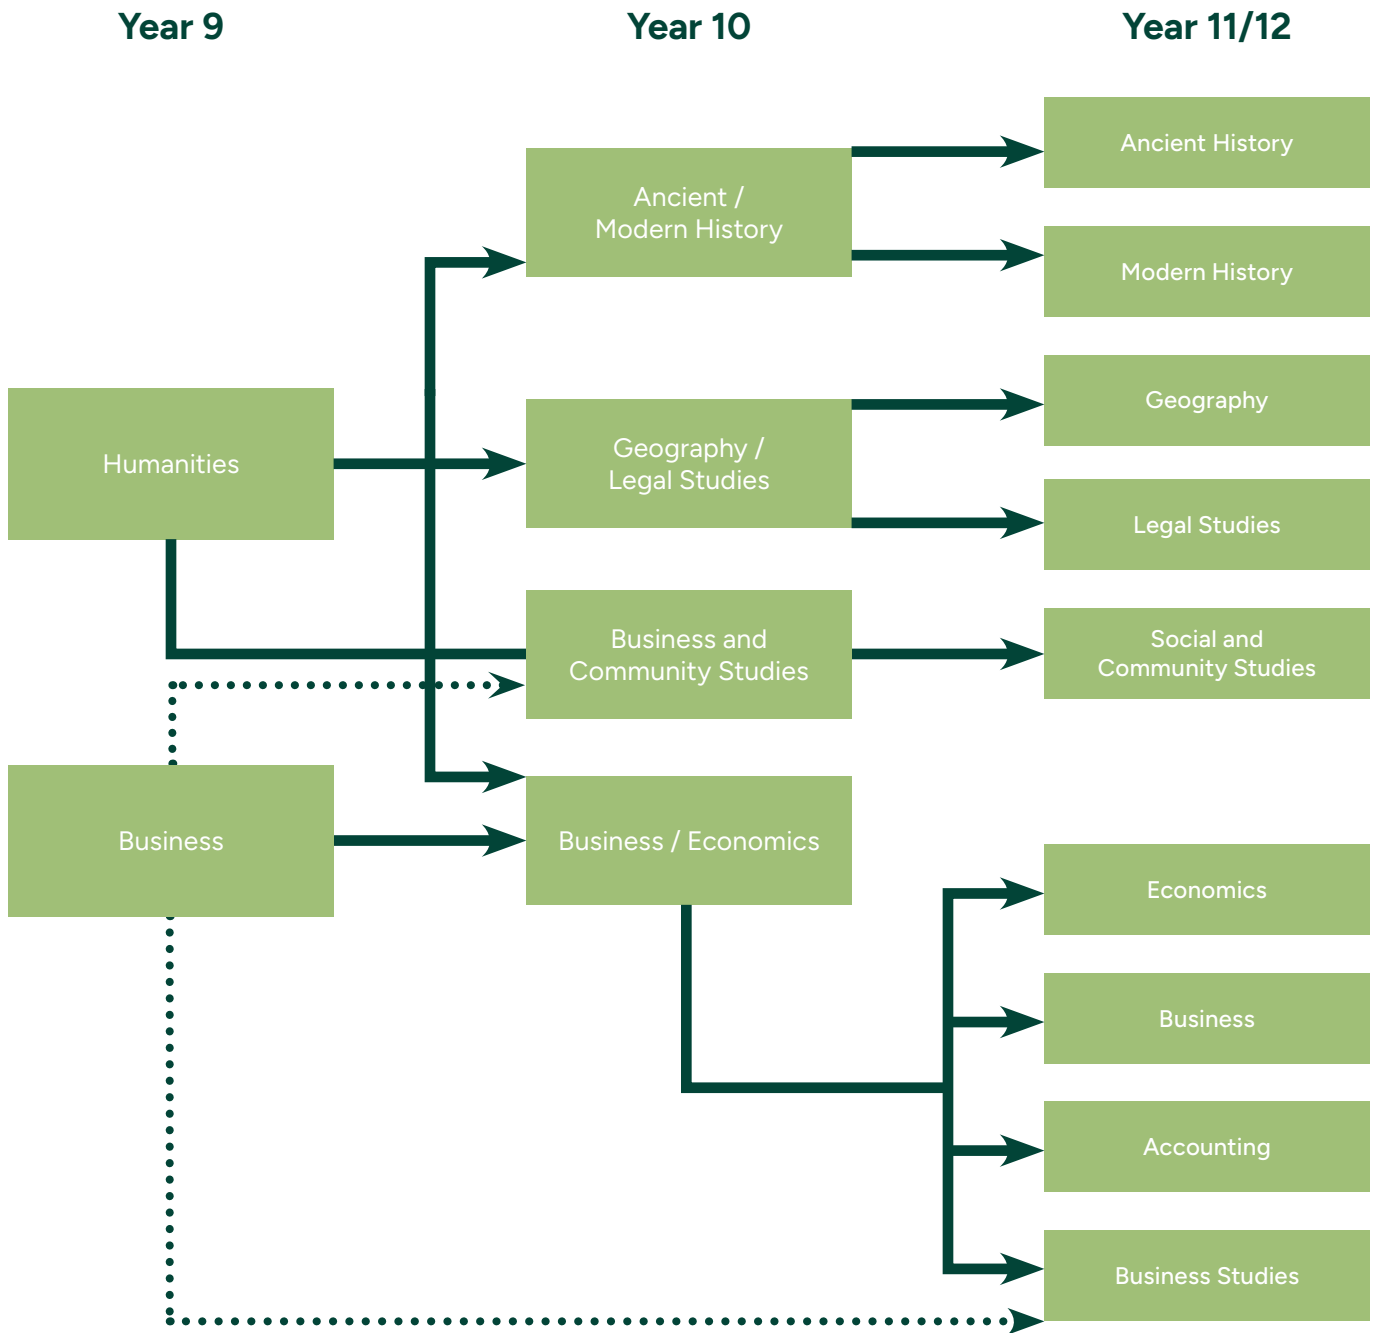 Year 9
Year 10
Year 11/12
Humanities
Business
Ancient /
Modern History
Geography /
Legal Studies
Business and
Community Studies
Business / Economics
Ancient History
Modern History
Geography
Legal Studies
Social and
Community Studies
Economics
Business
Accounting
Business Studies